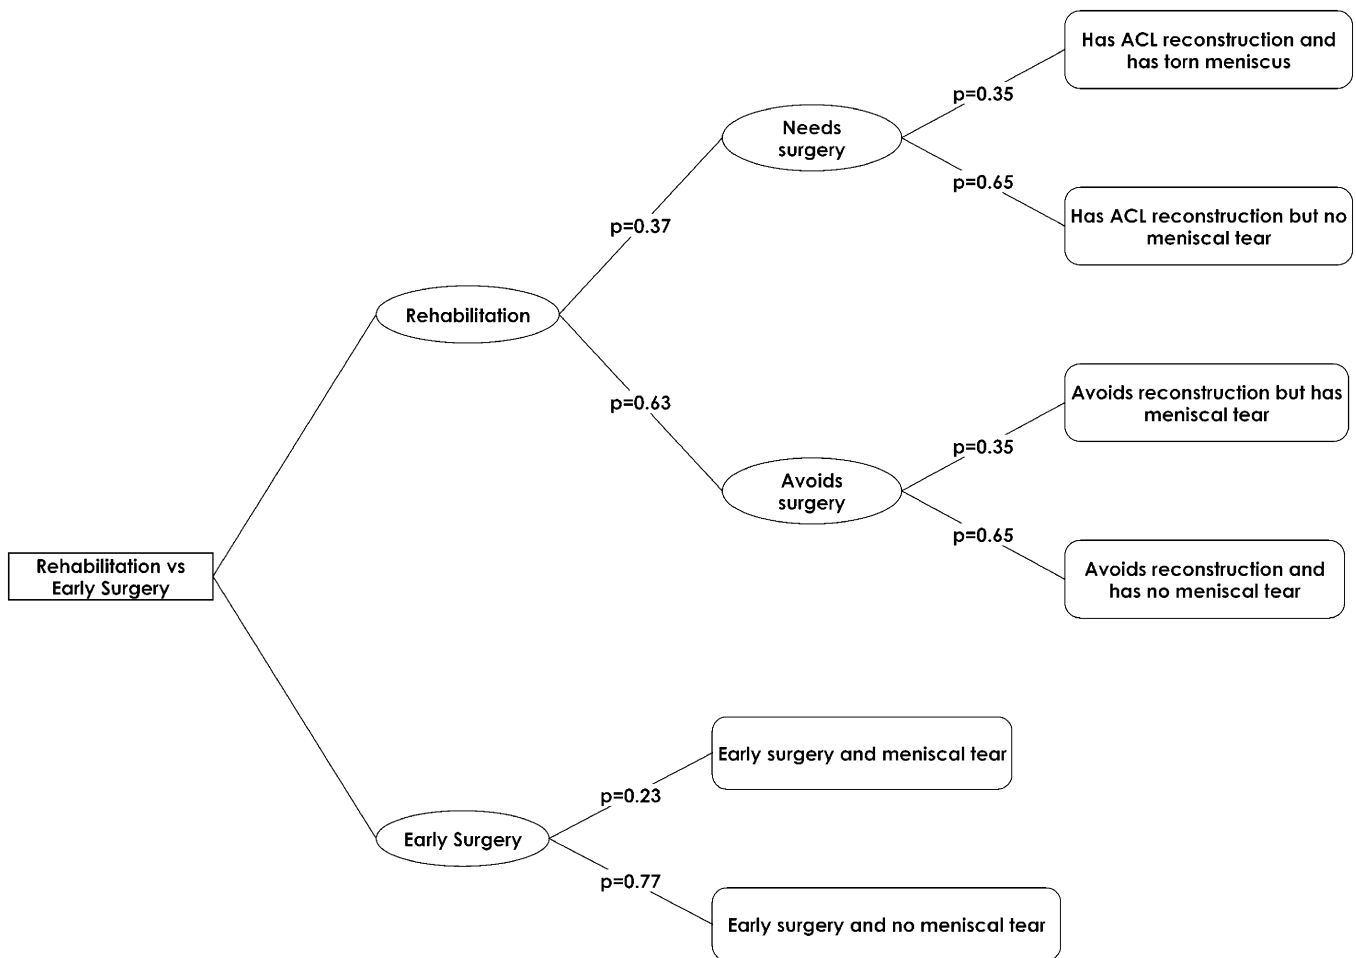 Has ACL reconstruction and
has torn meniscus
p=0.35
Needs
surgery
p=0.65
Has ACL reconstruction but no
meniscal tear
p=0.37
Rehabilitation
p=0.63
Avoids reconstruction but has
meniscal tear
p=0.35
Avoids
surgery
p=0.65
Avoids reconstruction and
has no meniscal tear
Rehabilitation vs
Early Surgery
Early surgery and meniscal tear
p=0.23
Early Surgery
p=0.77
Early surgery and no meniscal tear